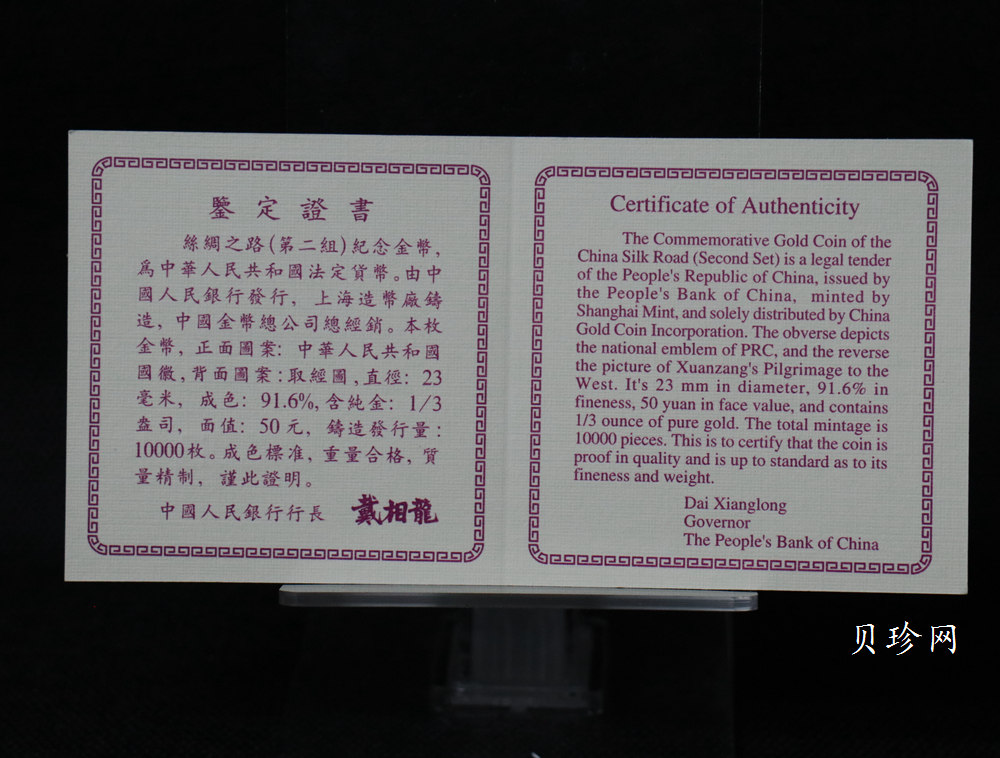 鑒定證書
絲綢之路(第二組)紀念金幣,
爲中華人民共和國法定貨幣。由中
國人民銀行發行, 上海造幣廠鑄
造, 中國金幣總公司總經銷。本枚
金幣, 正面圖案: 中華人民共和國
國徽, 背面圖案: 取經圖, 直徑: 23
毫米, 成色: 91.6%, 含純金: 1/3
盎司, 面值: 50元, 鑄造發行量:
10000枚。成色標准, 重量合格, 質
量精制, 謹此證明。
中國人民銀行行長 戴相龍
Certificate of Authenticity
The Commemorative Gold Coin of the
China Silk Road (Second Set) is a legal tender
of the People's Republic of China, issued by
the People's Bank of China, minted by
Shanghai Mint, and solely distributed by China
Gold Coin Incorporation. The obverse depicts
the national emblem of PRC, and the reverse
the picture of Xuanzang's Pilgrimage to the
West. It's 23 mm in diameter, 91.6% in
fineness, 50 yuan in face value, and contains
1/3 ounce of pure gold. The total mintage is
10000 pieces. This is to certify that the coin is
proof in quality and is up to standard as to its
fineness and weight.
Dai Xianglong
Governor
The People's Bank of China
贝珍网